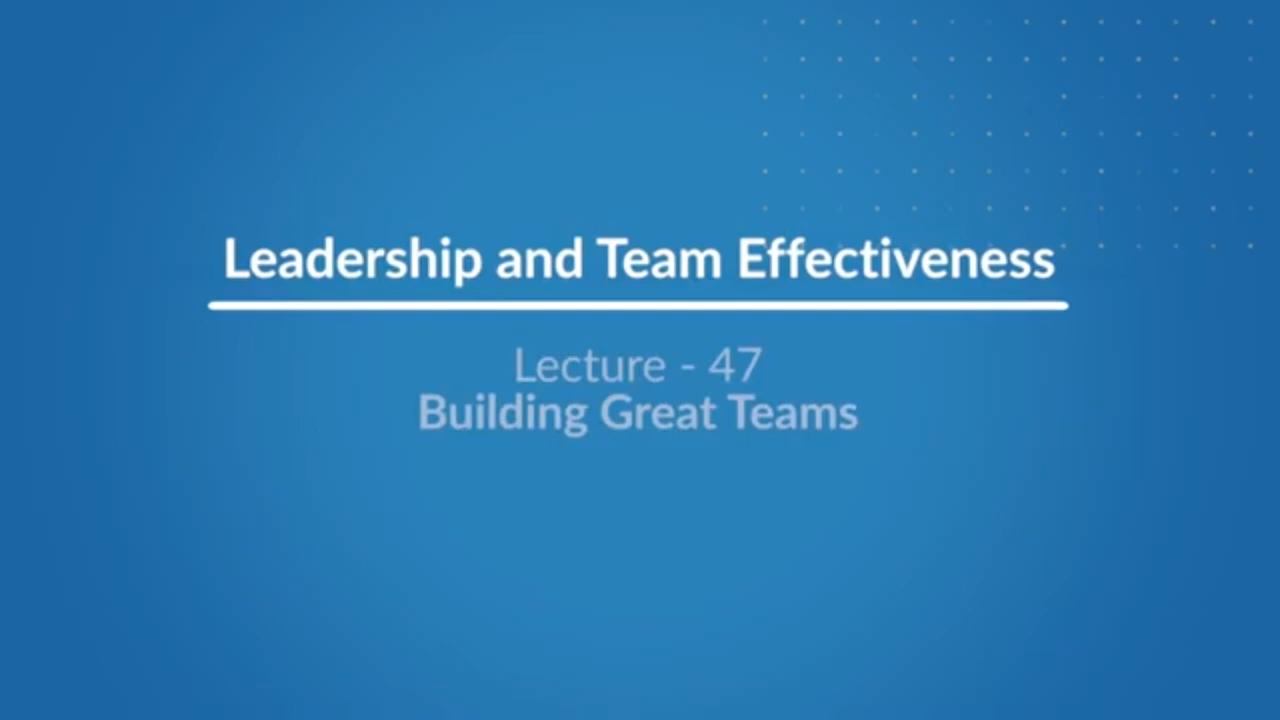 Leadership and Team Effectiveness
Lecture - 47
Building Great Teams